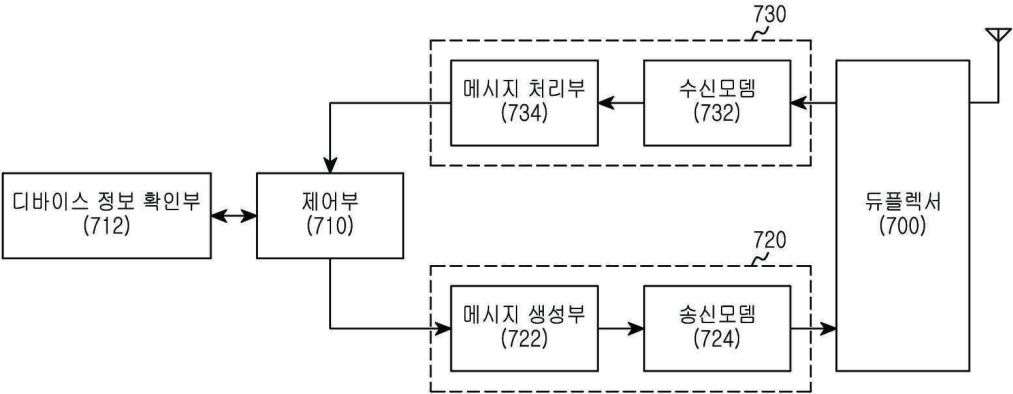 730
메시지 처리부
(734)
수신모뎀
(732)
디바이스 정보 확인부
(712)
제어부
(710)
듀플렉서
(700)
720
메시지 생성부
(722)
송신모뎀
(724)